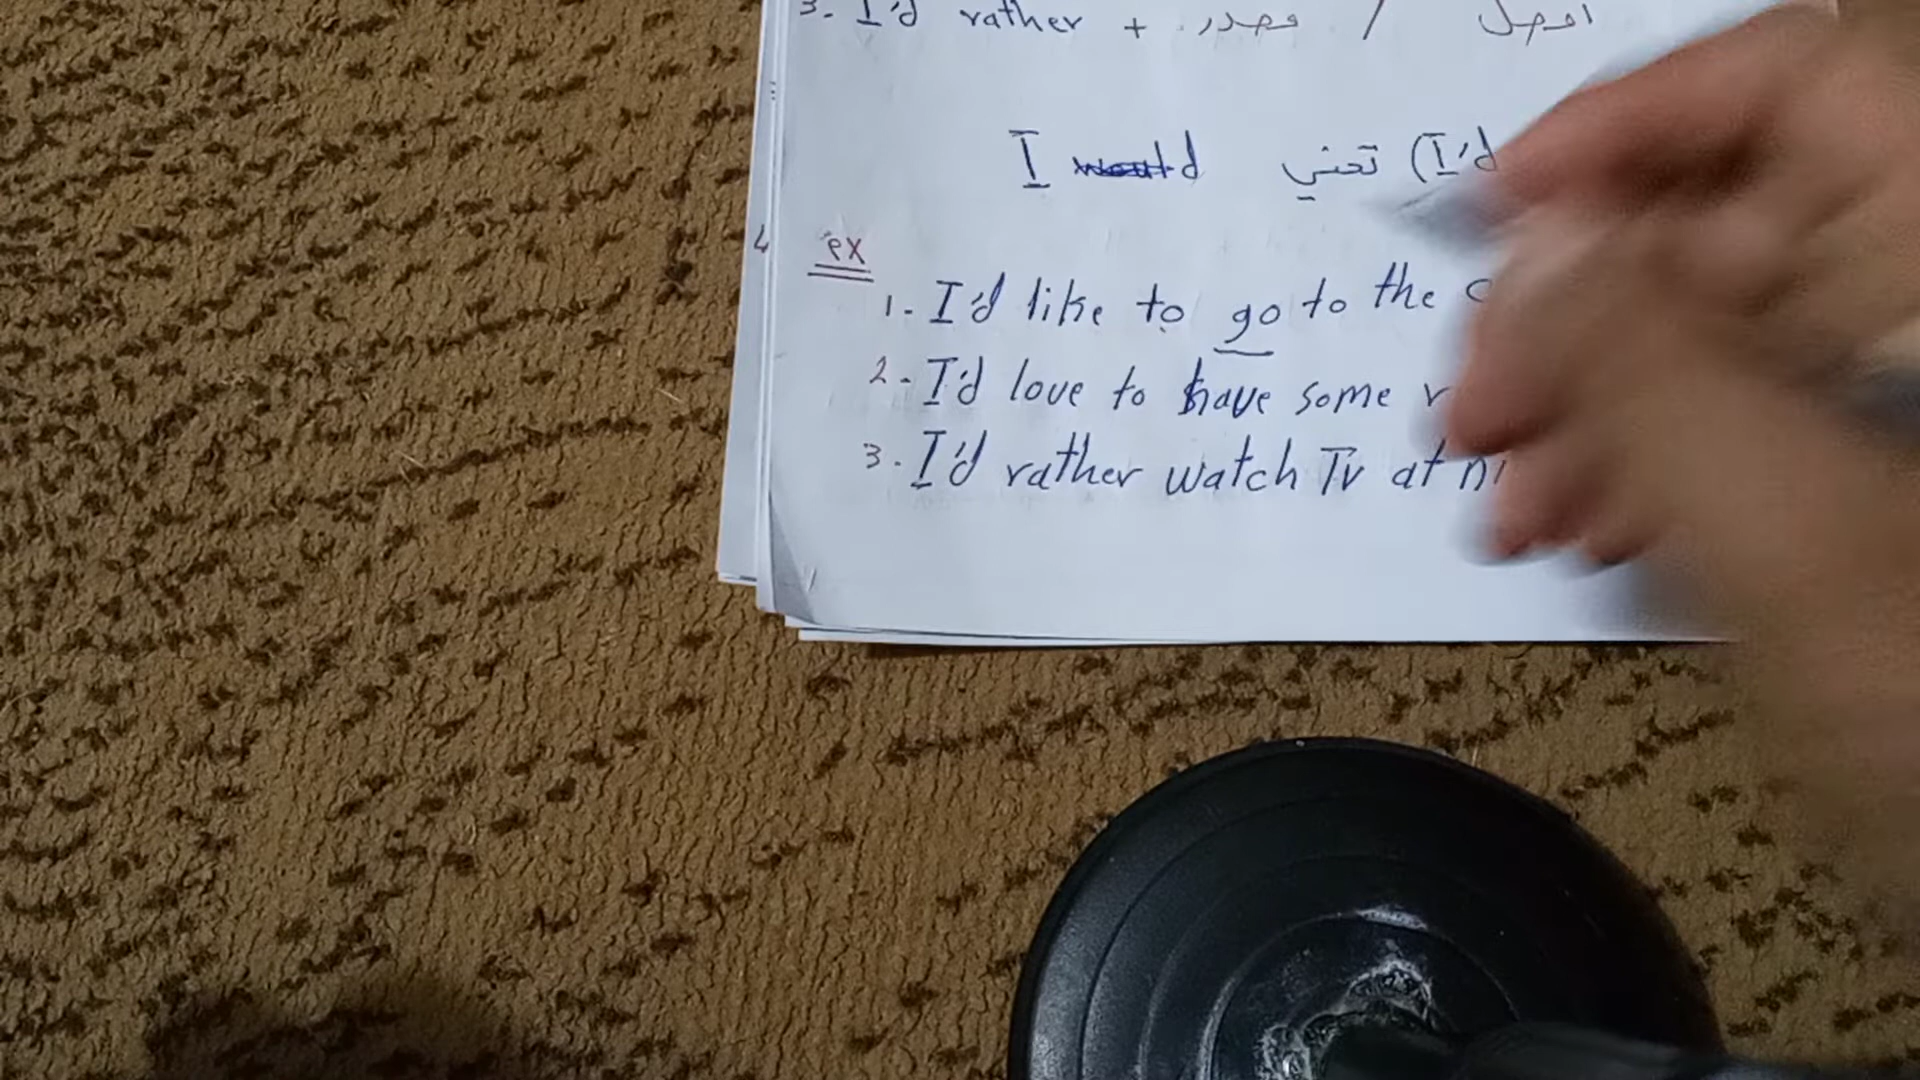 3. I'd rather + مصدر / افضل
I would تعني (I'd
ex
1- I'd like to go to the
2- I'd love to have some
3- I'd rather watch Tv at